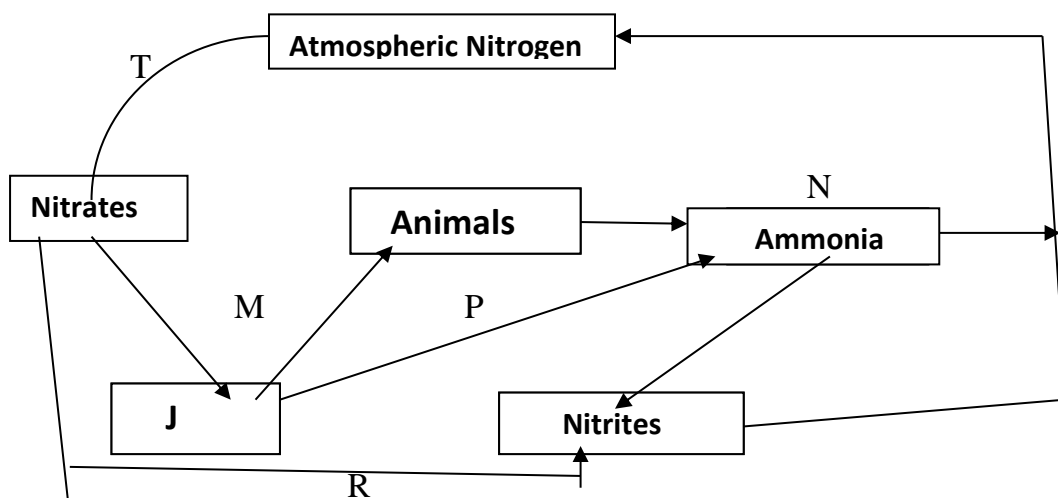 Atmospheric Nitrogen
T
Nitrates
Animals
N
Ammonia
M
P
J
Nitrites
R